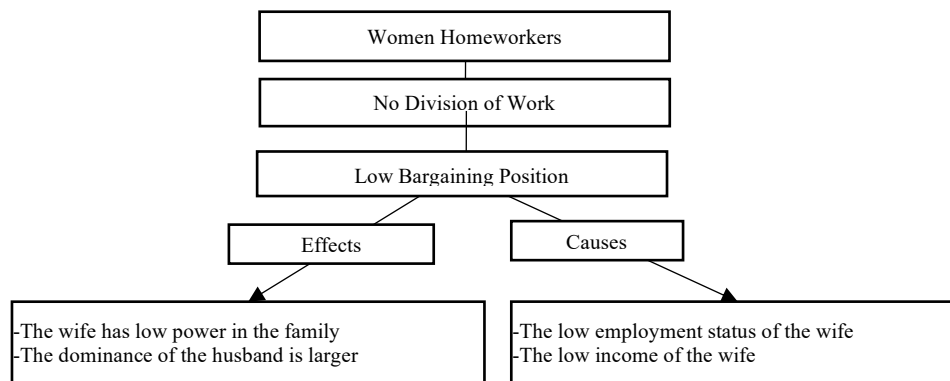 Women Homeworkers
No Division of Work
Low Bargaining Position
Effects
Causes
-The wife has low power in the family
-The dominance of the husband is larger
-The low employment status of the wife
-The low income of the wife